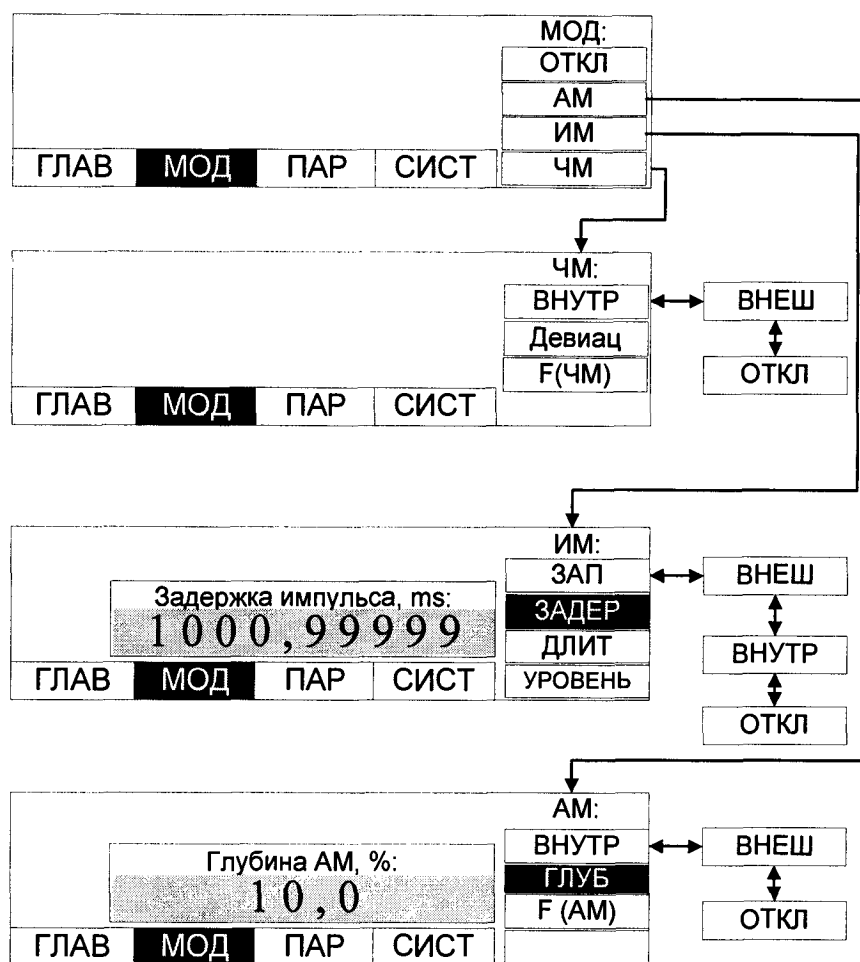 МОД:
ОТКЛ
АМ
ИМ
ГЛАВ МОД ПАР СИСТ ЧМ
ЧМ:
ВНУТР ВНЕШ
Девиац
F(ЧМ) ОТКЛ
ГЛАВ МОД ПАР СИСТ
ИМ:
ЗАП ВНЕШ
Задержка импульса, ms: ЗАДЕР
1000,99999 ДЛИТ ВНУТР
ГЛАВ МОД ПАР СИСТ УРОВЕНЬ
ОТКЛ
АМ:
ВНУТР ВНЕШ
Глубина АМ, %: ГЛУБ
10,0 F (АМ) ОТКЛ
ГЛАВ МОД ПАР СИСТ